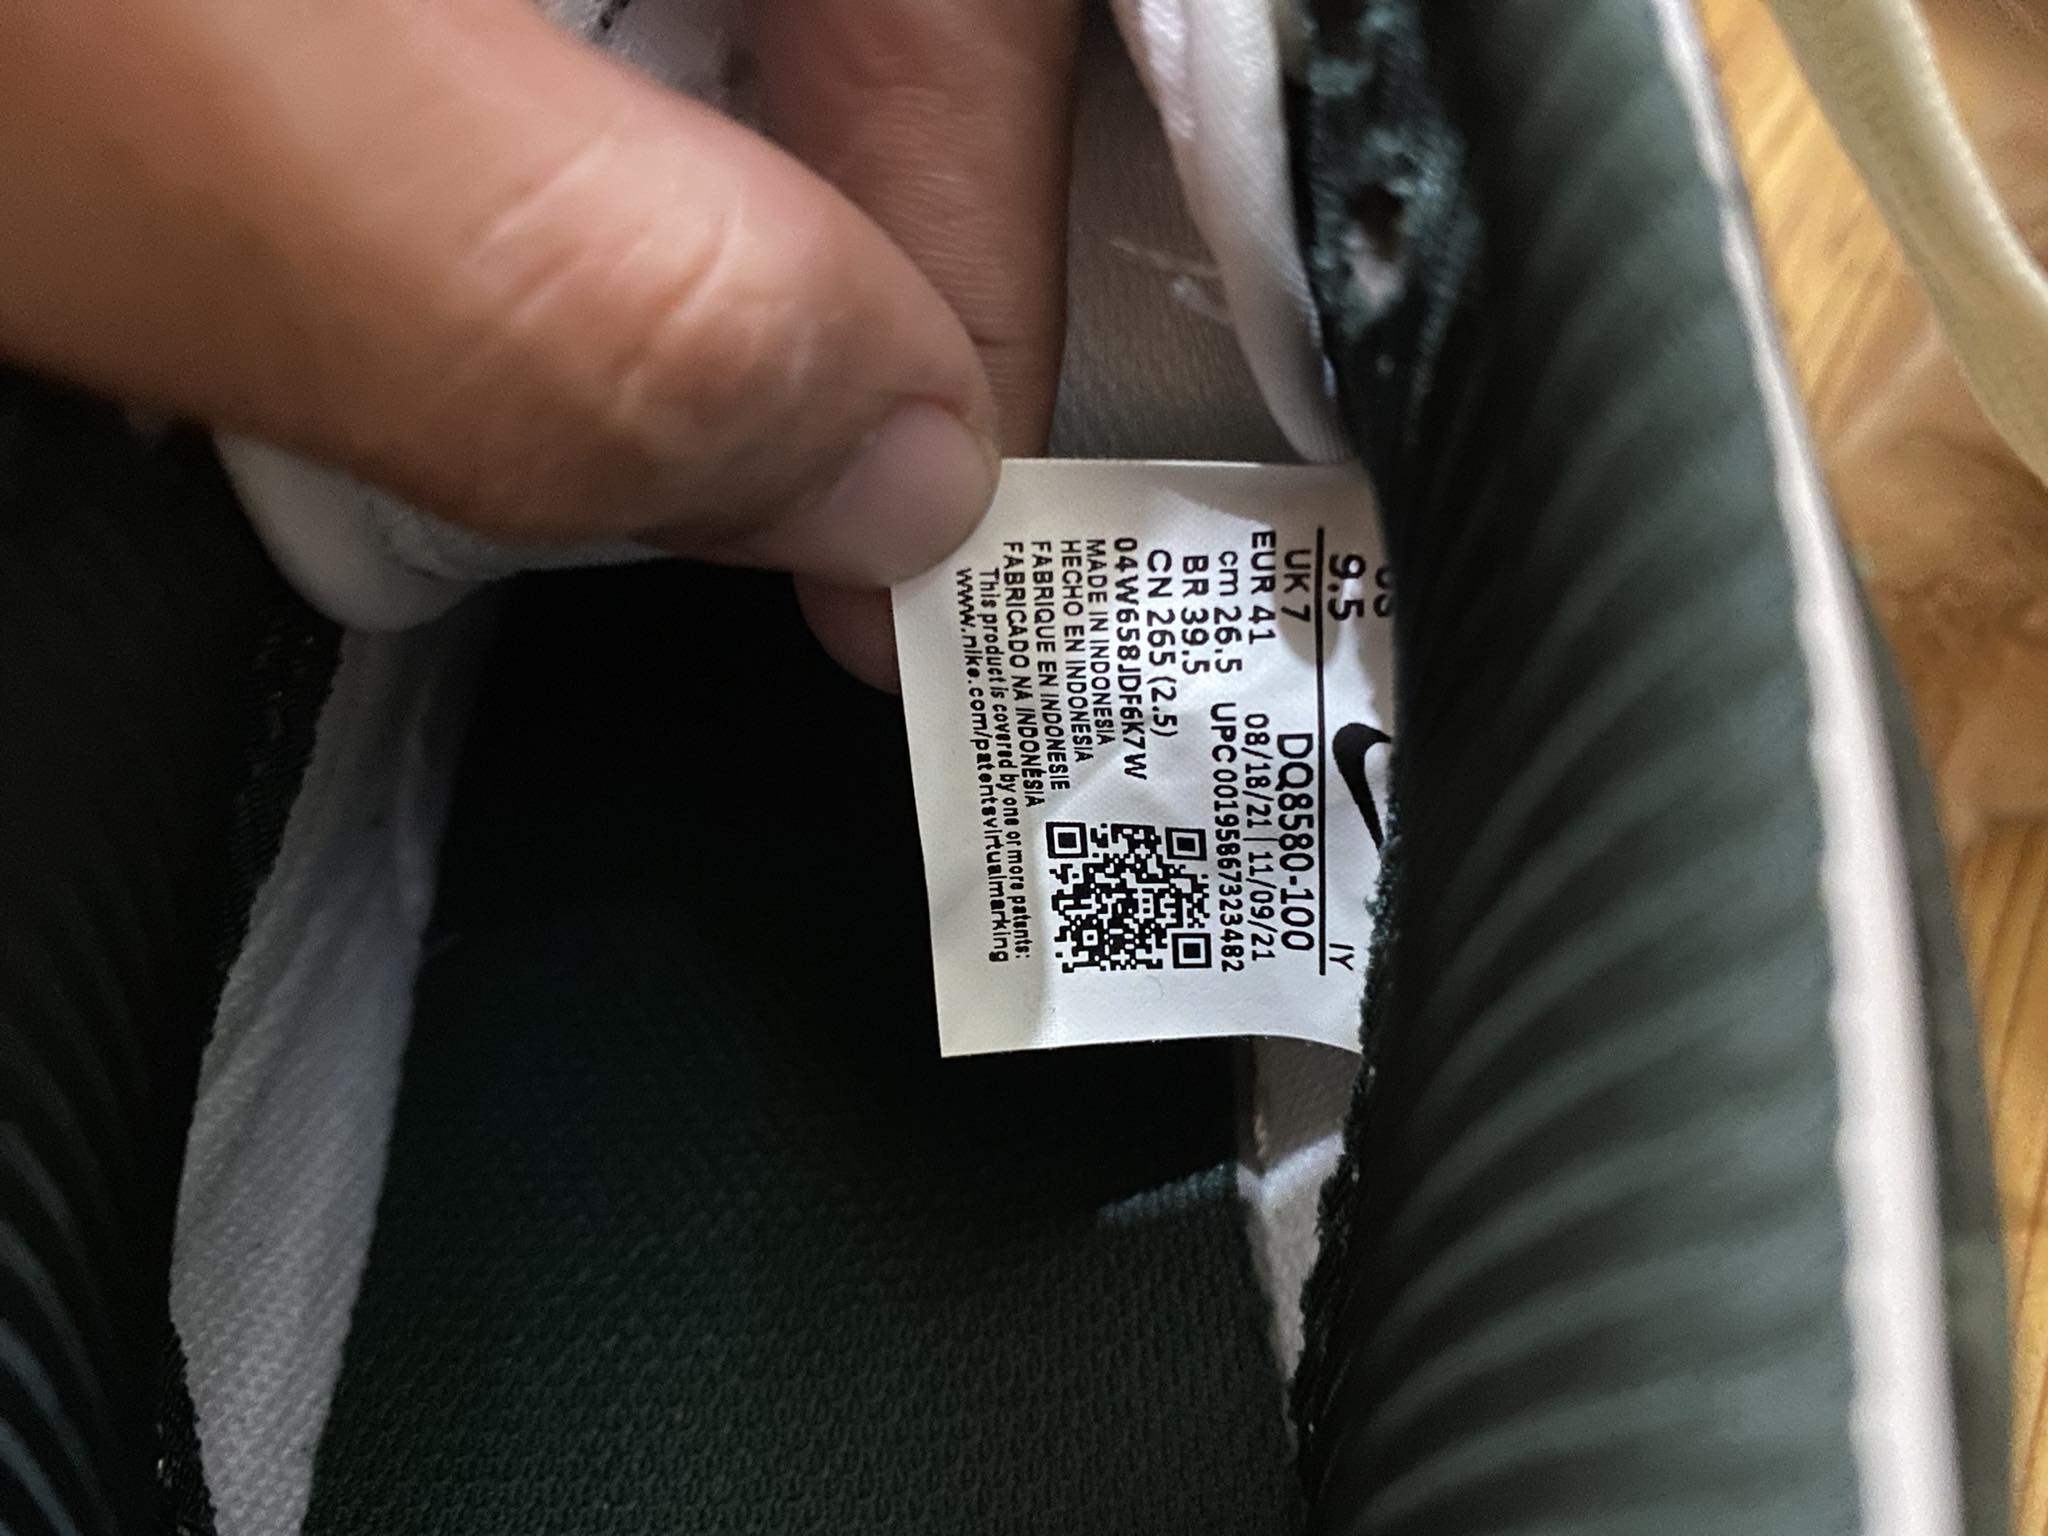 US
9.5
IY
UK 7
DQ8580-100
EUR 41
08/18/21 11/09/21
cm 26.5
UPC 00195867323482
BR 39.5
CN 265 (2.5)
04W658JDF6K7W
MADE IN INDONESIA
HECHO EN INDONESIA
FABRIQUE EN INDONESIE
FABRICADO NA INDONÉSIA
This product is covered by one or more patents:
www.nike.com/patentsvirtualmarking